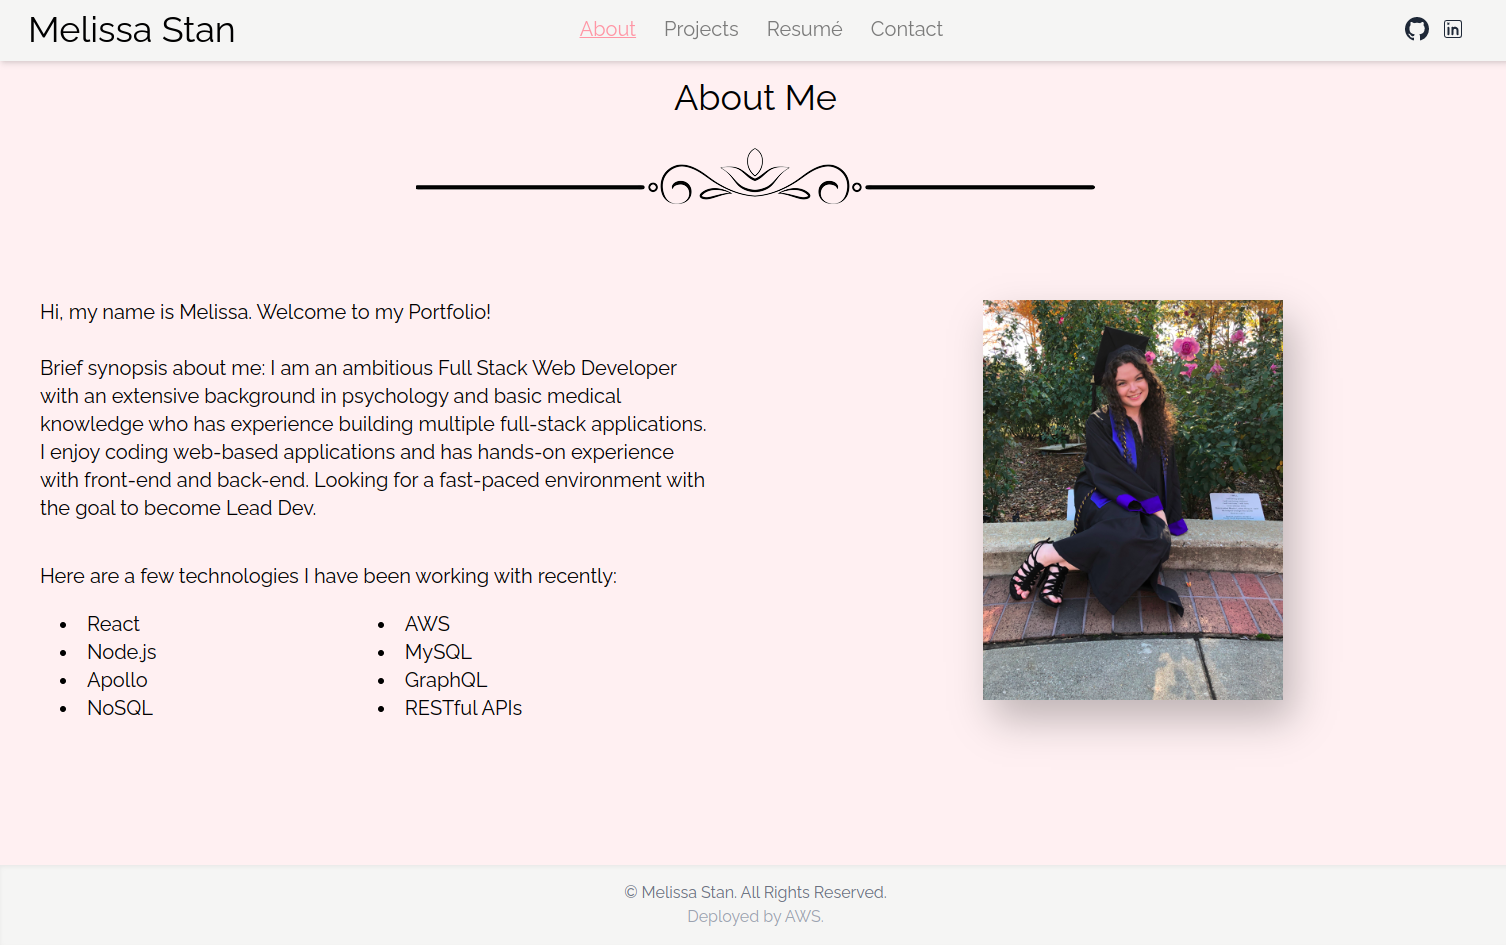 Melissa Stan
About Projects Resumé Contact
About Me
Hi, my name is Melissa. Welcome to my Portfolio!
Brief synopsis about me: I am an ambitious Full Stack Web Developer
with an extensive background in psychology and basic medical
knowledge who has experience building multiple full-stack applications.
I enjoy coding web-based applications and has hands-on experience
with front-end and back-end. Looking for a fast-paced environment with
the goal to become Lead Dev.
Here are a few technologies I have been working with recently:
• React
• Node.js
• Apollo
• NoSQL
• AWS
• MySQL
• GraphQL
• RESTful APIs
© Melissa Stan. All Rights Reserved.
Deployed by AWS.